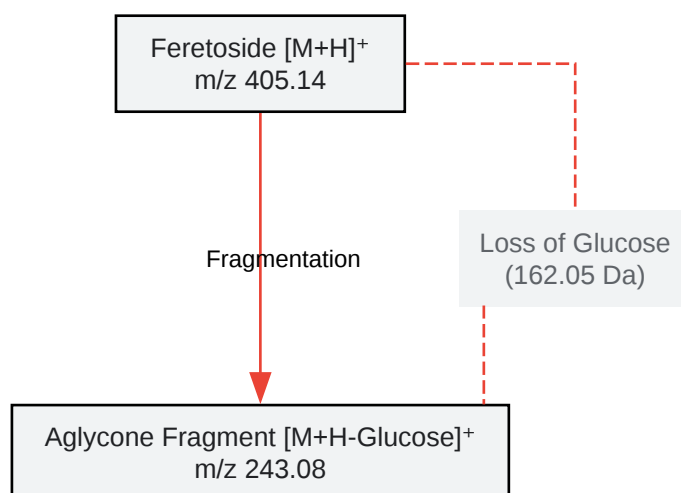 Feretoside [M+H]⁺
m/z 405.14
Fragmentation
Loss of Glucose
(162.05 Da)
Aglycone Fragment [M+H-Glucose]⁺
m/z 243.08